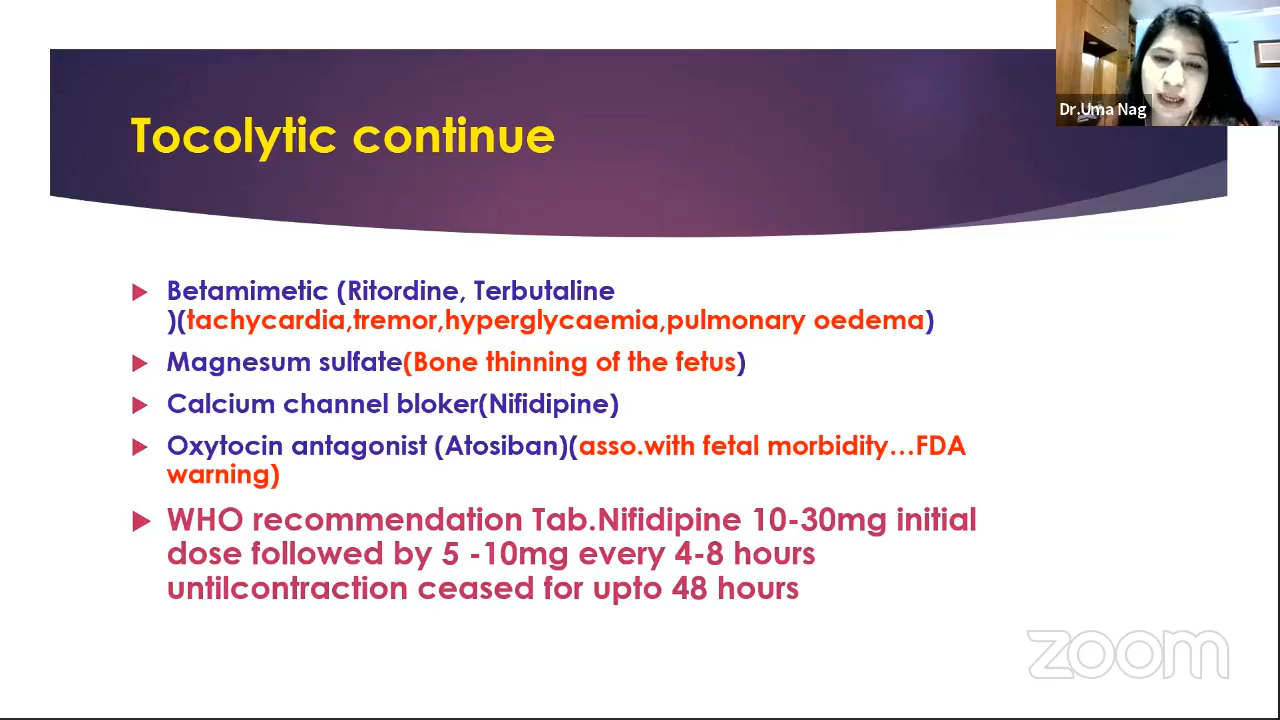 Dr.Uma Nag
Tocolytic continue
Betamimetic (Ritordine, Terbutaline
)(tachycardia,tremor,hyperglycaemia,pulmonary oedema)
Magnesum sulfate(Bone thinning of the fetus)
Calcium channel bloker(Nifidipine)
Oxytocin antagonist (Atosiban)(asso.with fetal morbidity...FDA
warning)
WHO recommendation Tab.Nifidipine 10-30mg initial
dose followed by 5 -10mg every 4-8 hours
untilcontraction ceased for upto 48 hours
zoom